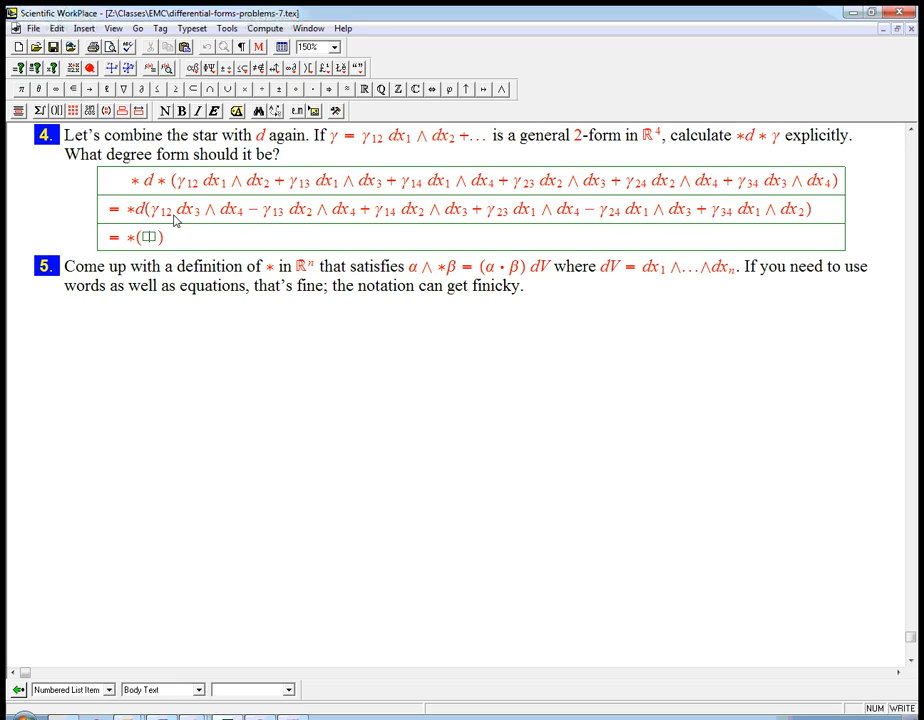 Scientific WorkPlace - [Z:\Classes\EMC\differential-forms-problems-7.tex]
File Edit Insert View Go Tag Typeset Tools Compute Window Help
150%
N B I E
4. Let's combine the star with d again. If γ = γ₁₂ dx₁ ∧ dx₂ +… is a general 2-form in ℝ⁴, calculate ∗d ∗ γ explicitly.
What degree form should it be?
∗ d ∗ (γ₁₂ dx₁ ∧ dx₂ + γ₁₃ dx₁ ∧ dx₃ + γ₁₄ dx₁ ∧ dx₄ + γ₂₃ dx₂ ∧ dx₃ + γ₂₄ dx₂ ∧ dx₄ + γ₃₄ dx₃ ∧ dx₄)
= ∗d(γ₁₂ dx₃ ∧ dx₄ − γ₁₃ dx₂ ∧ dx₄ + γ₁₄ dx₂ ∧ dx₃ + γ₂₃ dx₁ ∧ dx₄ − γ₂₄ dx₁ ∧ dx₃ + γ₃₄ dx₁ ∧ dx₂)
= ∗( )
5. Come up with a definition of ∗ in ℝⁿ that satisfies α ∧ ∗β = (α • β) dV where dV = dx₁ ∧…∧dxₙ. If you need to use
words as well as equations, that's fine; the notation can get finicky.
Numbered List Item Body Text
NUM WRITE